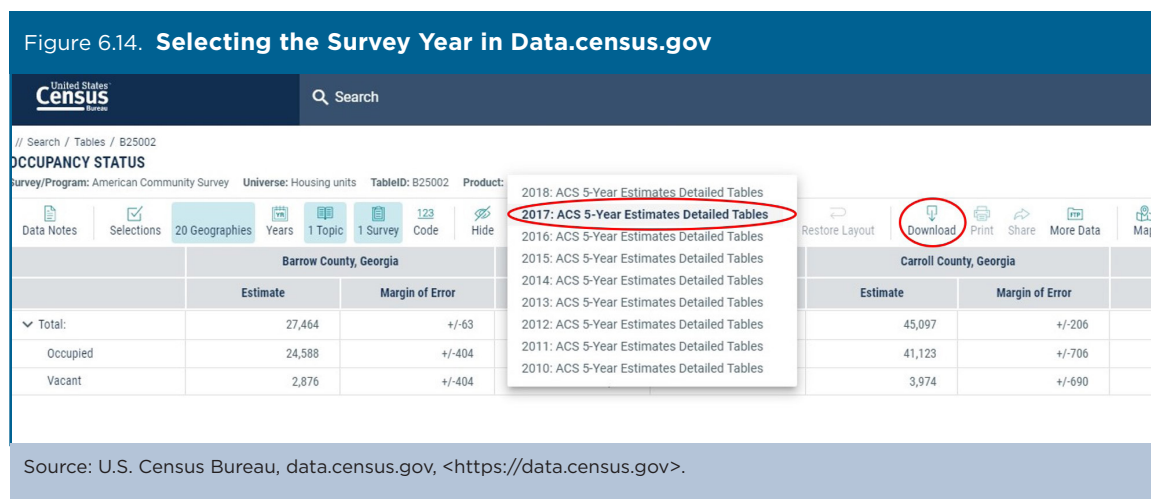 Figure 6.14. Selecting the Survey Year in Data.census.gov
United States
Census
Bureau
Search
// Search / Tables / B25002
OCCUPANCY STATUS
Survey/Program: American Community Survey Universe: Housing units TableID: B25002 Product:
2018: ACS 5-Year Estimates Detailed Tables
2017: ACS 5-Year Estimates Detailed Tables
2016: ACS 5-Year Estimates Detailed Tables
2015: ACS 5-Year Estimates Detailed Tables
2014: ACS 5-Year Estimates Detailed Tables
2013: ACS 5-Year Estimates Detailed Tables
2012: ACS 5-Year Estimates Detailed Tables
2011: ACS 5-Year Estimates Detailed Tables
2010: ACS 5-Year Estimates Detailed Tables
YR 123 FTP
Data Notes Selections 20 Geographies Years 1 Topic 1 Survey Code Hide Restore Layout Download Print Share More Data Map
Barrow County, Georgia Carroll County, Georgia
Estimate Margin of Error Estimate Margin of Error
Total: 27,464 +/-63 45,097 +/-206
Occupied 24,588 +/-404 41,123 +/-706
Vacant 2,876 +/-404 3,974 +/-690
Source: U.S. Census Bureau, data.census.gov, <https://data.census.gov>.